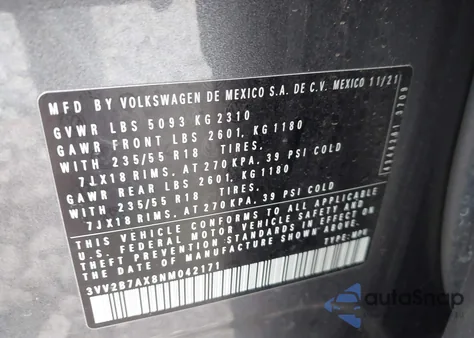 MFD BY VOLKSWAGEN DE MEXICO S.A. DE C.V. MEXICO 11/21
GVWR LBS 5093 KG2310
GAWR FRONT LBS 2601, KG1180
WITH 235/55 R18 TIRES.
7JX18 RIMS, AT 270KPA, 39 PSI COLD
GAWR REAR LBS 2601, KG1180
WITH 235/55 R18 TIRES.
7JX18 RIMS, AT 270KPA, 39 PSI COLD
THIS VEHICLE CONFORMS TO ALL APPLICABLE
U.S. FEDERAL MOTOR VEHICLE SAFETY AND
THEFT PREVENTION STANDARDS IN EFFECT ON
THE DATE OF MANUFACTURE SHOWN ABOVE.
3VV2B7AX8NM042171 TYPE: MPV
autoSnap